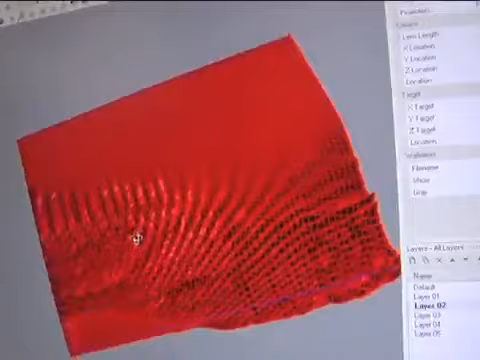 Projection
Camera
Lens Length
X Location
Y Location
Z Location
Location
Target
X Target
Y Target
Z Target
Location
Wallpaper
Filename
Show
Gray
Layers - All Layers
Name
Default
Layer 01
Layer 02
Layer 03
Layer 04
Layer 05